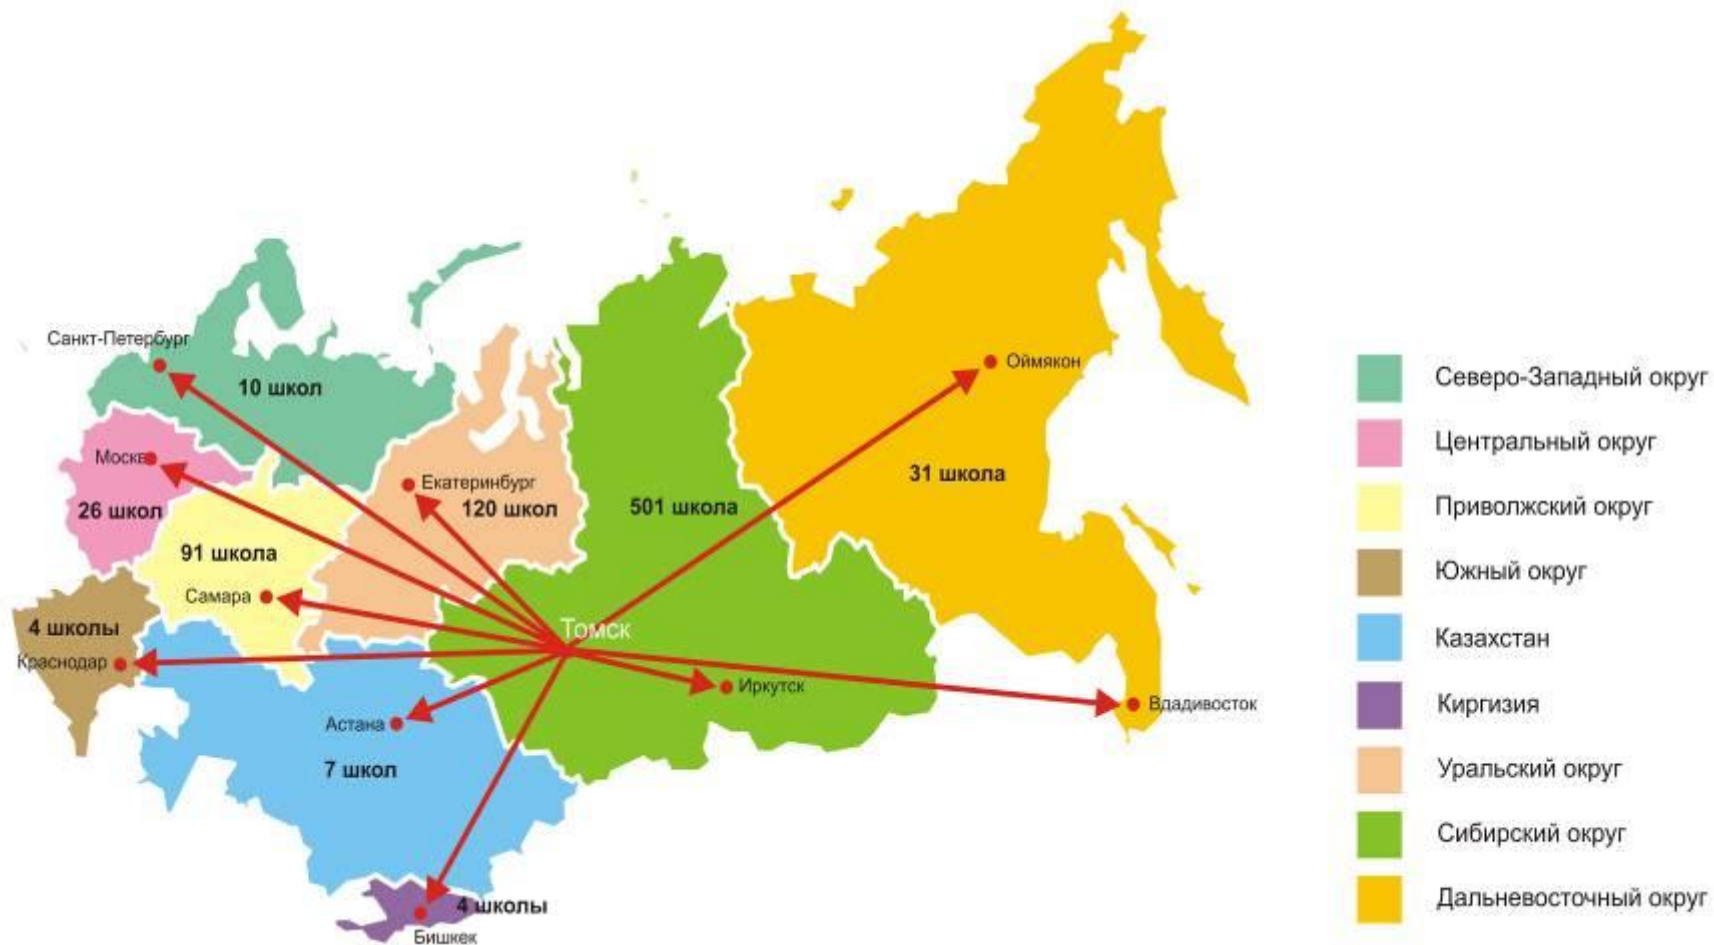 Санкт-Петербург
10 школ
Оймякон
Москв
26 школ
Екатеринбург
120 школ
501 школа
31 школа
91 школа
Самара
4 школы
Краснодар
Томск
Иркутск
Вдадивосток
Астана
7 школ
4 школы
Бишкек
Северо-Западный округ
Центральный округ
Приволжский округ
Южный округ
Казахстан
Киргизия
Уральский округ
Сибирский округ
Дальневосточный округ